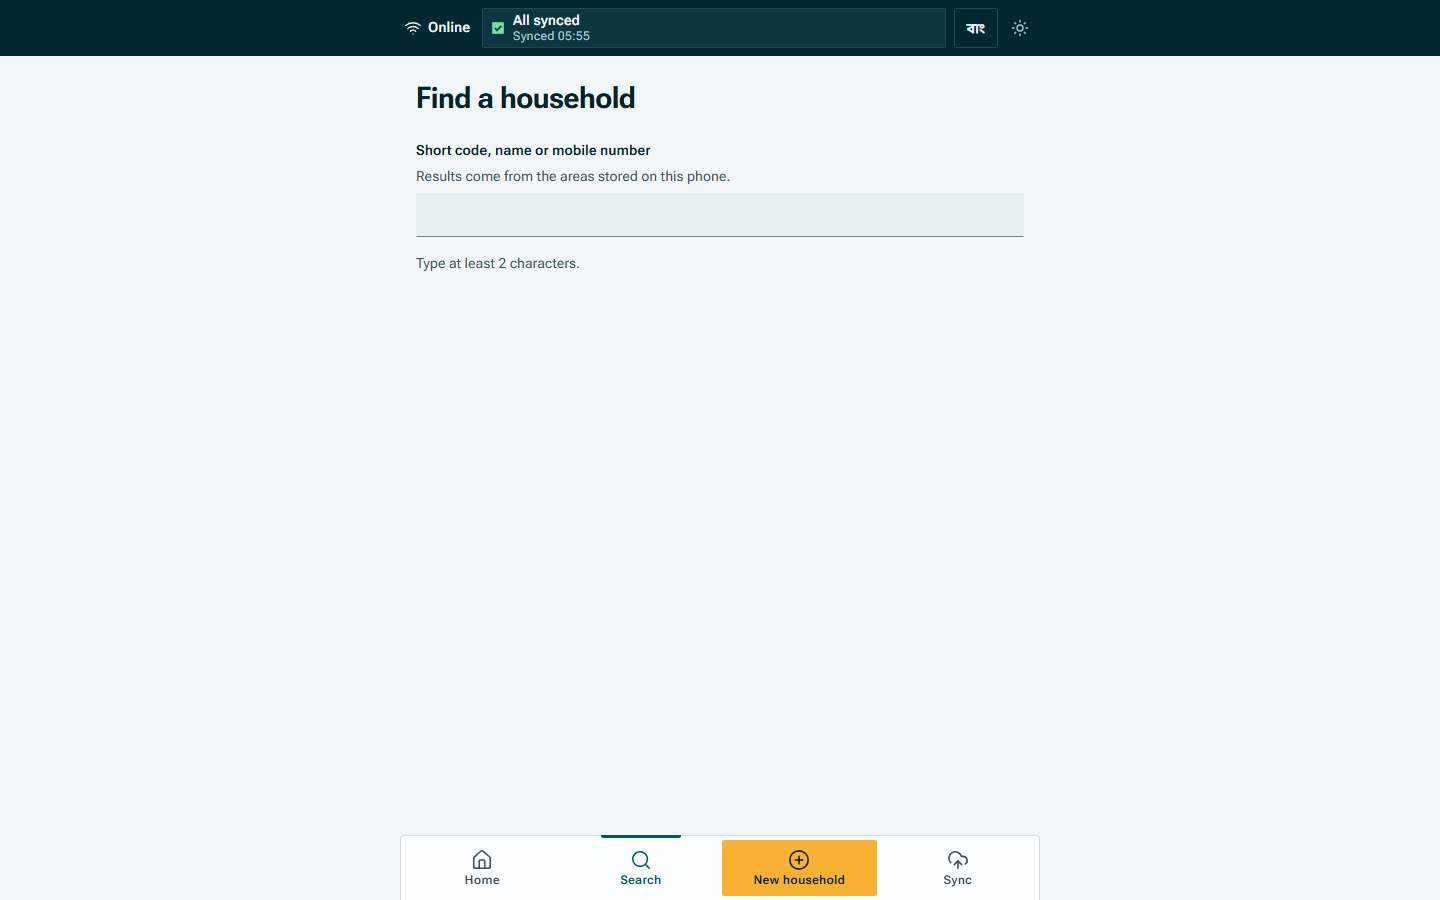 Online
All synced
Synced 05:55
বাং
Find a household
Short code, name or mobile number
Results come from the areas stored on this phone.
Type at least 2 characters.
Home
Search
New household
Sync